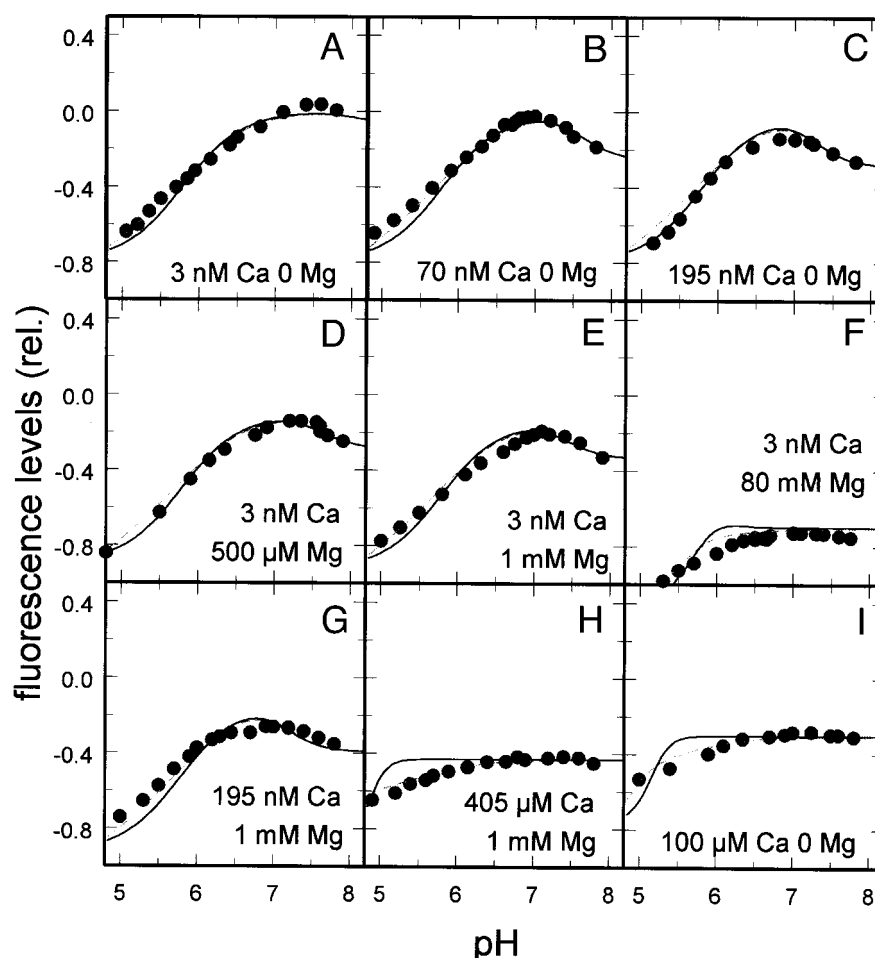 0.4
0.0
-0.4
-0.8
A
3 nM Ca 0 Mg
B
70 nM Ca 0 Mg
C
195 nM Ca 0 Mg
0.4
0.0
-0.4
-0.8
D
3 nM Ca
500 µM Mg
E
3 nM Ca
1 mM Mg
F
3 nM Ca
80 mM Mg
0.4
0.0
-0.4
-0.8
G
195 nM Ca
1 mM Mg
H
405 µM Ca
1 mM Mg
I
100 µM Ca 0 Mg
fluorescence levels (rel.)
5 6 7 8 5 6 7 8 5 6 7 8
pH